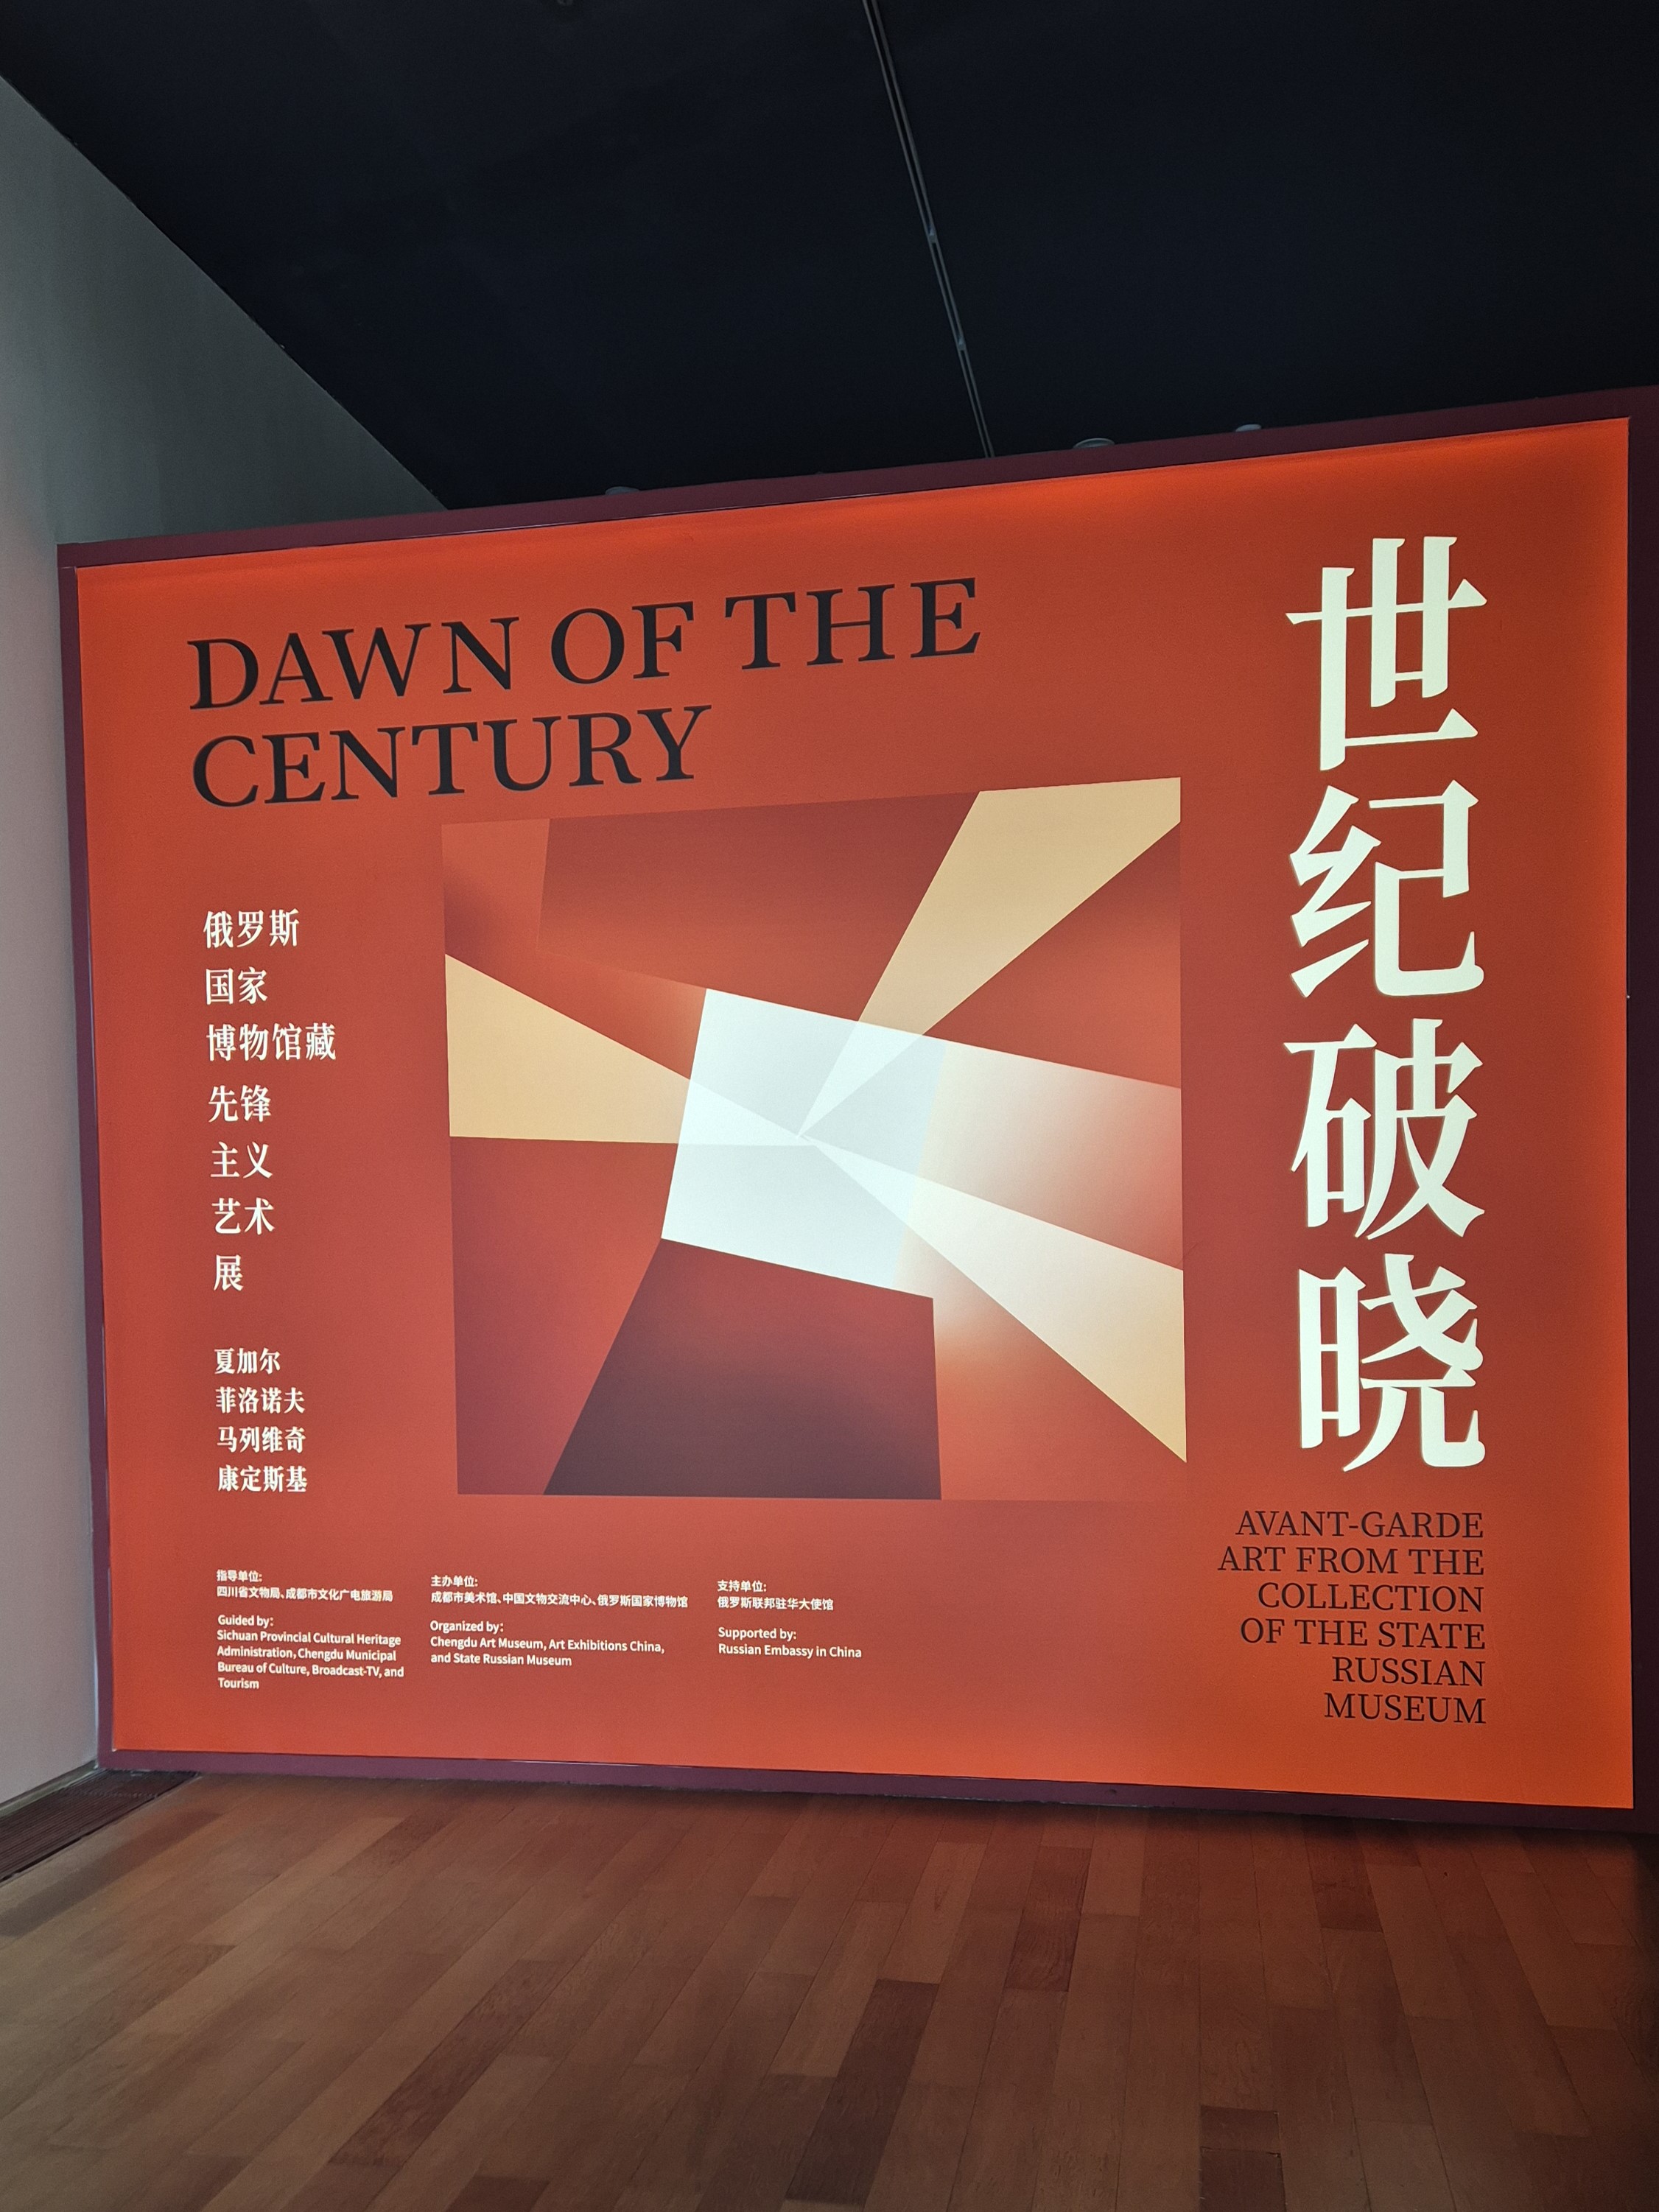 DAWN OF THE
CENTURY
世纪破晓
俄罗斯
国家
博物馆藏
先锋
主义
艺术
展
夏加尔
菲洛诺夫
马列维奇
康定斯基
AVANT-GARDE
ART FROM THE
COLLECTION
OF THE STATE
RUSSIAN
MUSEUM
指导单位:
四川省文物局、成都市文化广电旅游局
Guided by:
Sichuan Provincial Cultural Heritage
Administration, Chengdu Municipal
Bureau of Culture, Broadcast-TV, and
Tourism
主办单位:
成都市美术馆、中国文物交流中心、俄罗斯国家博物馆
Organized by:
Chengdu Art Museum, Art Exhibitions China,
and State Russian Museum
支持单位:
俄罗斯联邦驻华大使馆
Supported by:
Russian Embassy in China